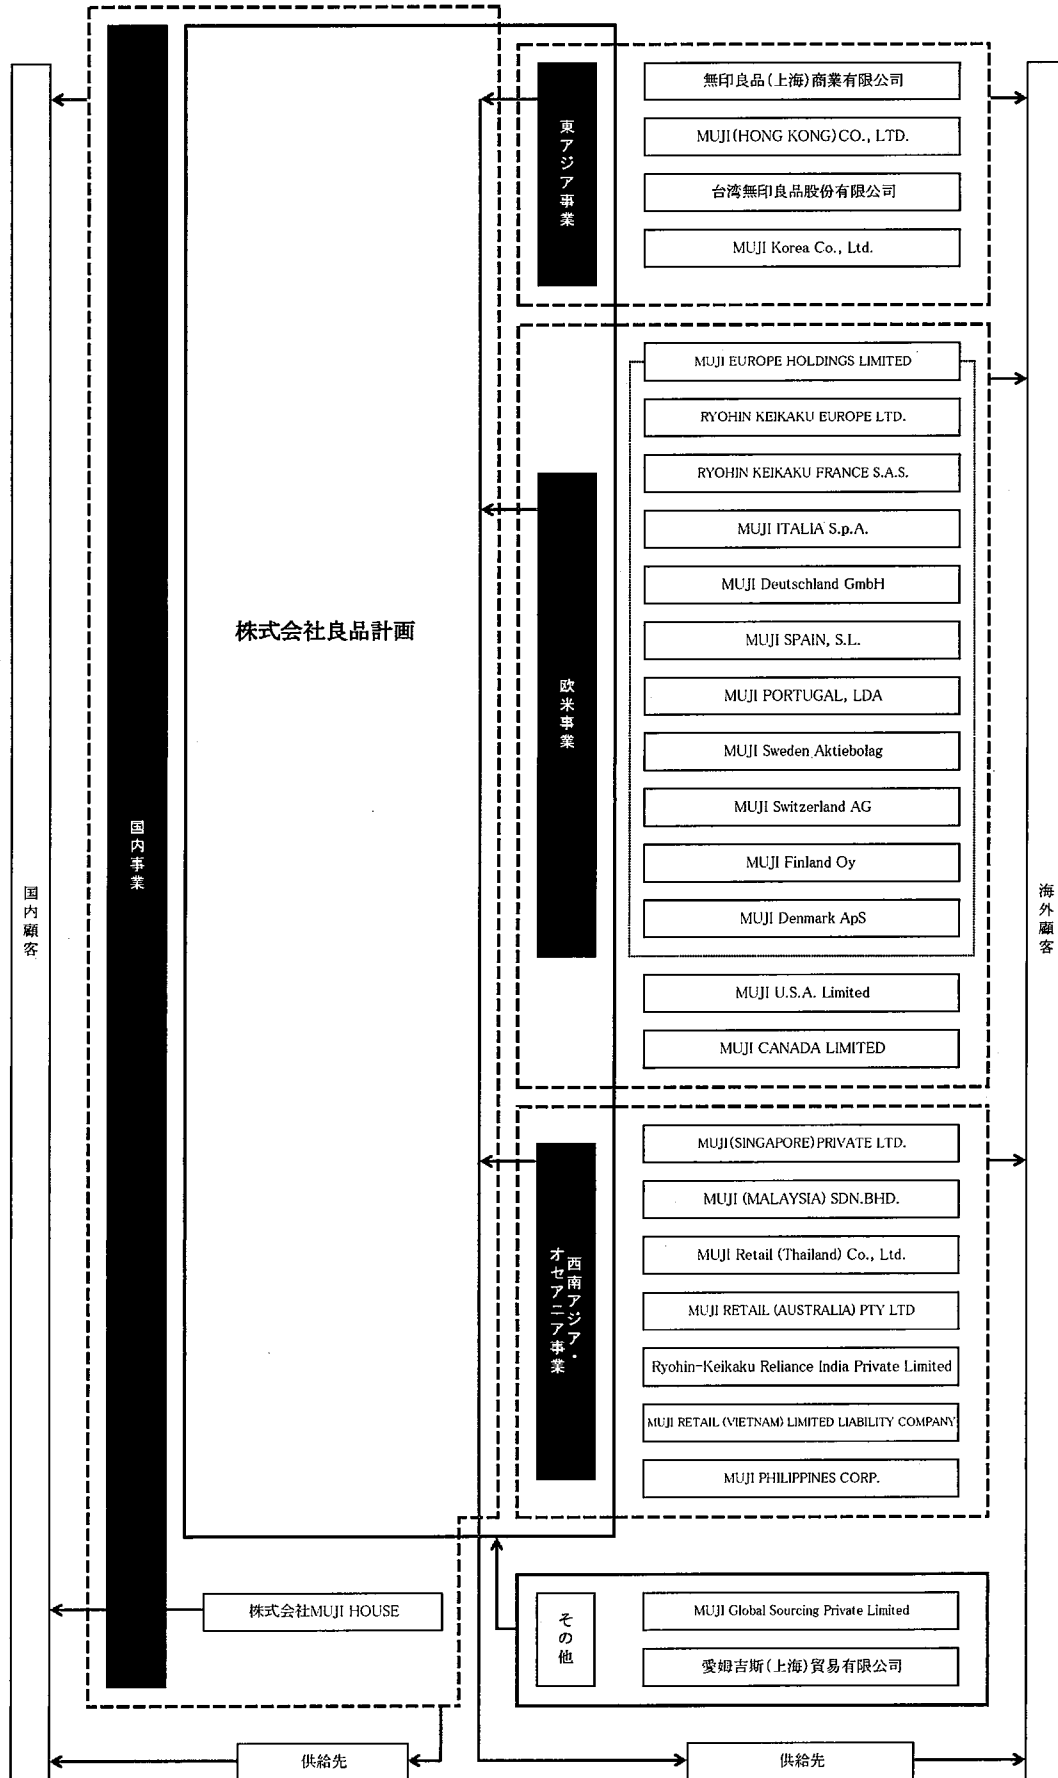 国内顧客
国内事業
株式会社良品計画
東アジア事業
無印良品(上海)商業有限公司
MUJI(HONG KONG)CO., LTD.
台湾無印良品股份有限公司
MUJI Korea Co., Ltd.
欧米事業
MUJI EUROPE HOLDINGS LIMITED
RYOHIN KEIKAKU EUROPE LTD.
RYOHIN KEIKAKU FRANCE S.A.S.
MUJI ITALIA S.p.A.
MUJI Deutschland GmbH
MUJI SPAIN, S.L.
MUJI PORTUGAL, LDA
MUJI Sweden Aktiebolag
MUJI Switzerland AG
MUJI Finland Oy
MUJI Denmark ApS
MUJI U.S.A. Limited
MUJI CANADA LIMITED
西南アジア・
オセアニア事業
MUJI(SINGAPORE)PRIVATE LTD.
MUJI (MALAYSIA) SDN.BHD.
MUJI Retail (Thailand) Co., Ltd.
MUJI RETAIL (AUSTRALIA) PTY LTD
Ryohin-Keikaku Reliance India Private Limited
MUJI RETAIL (VIETNAM) LIMITED LIABILITY COMPANY
MUJI PHILIPPINES CORP.
海外顧客
株式会社MUJI HOUSE
その他
MUJI Global Sourcing Private Limited
愛姆吉斯(上海)貿易有限公司
供給先
供給先